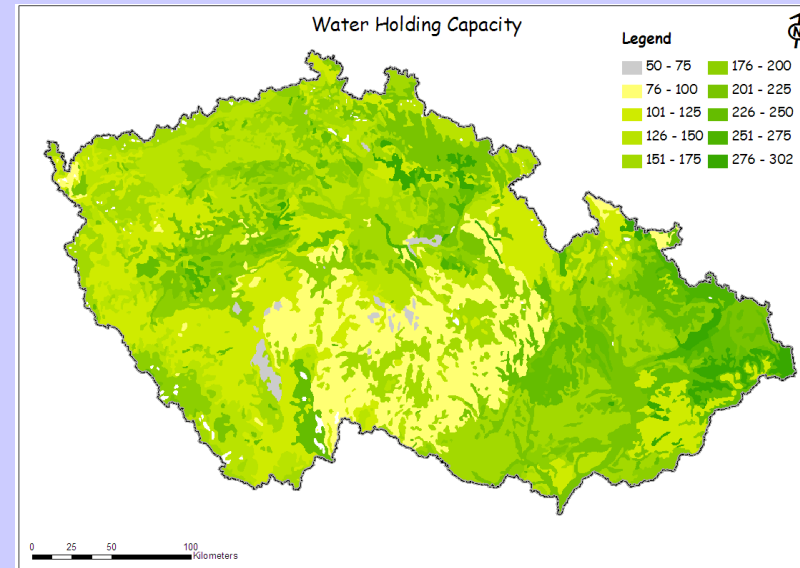 Water Holding Capacity
N
Legend
50 - 75
76 - 100
101 - 125
126 - 150
151 - 175
176 - 200
201 - 225
226 - 250
251 - 275
276 - 302
0 25 50 100
Kilometers